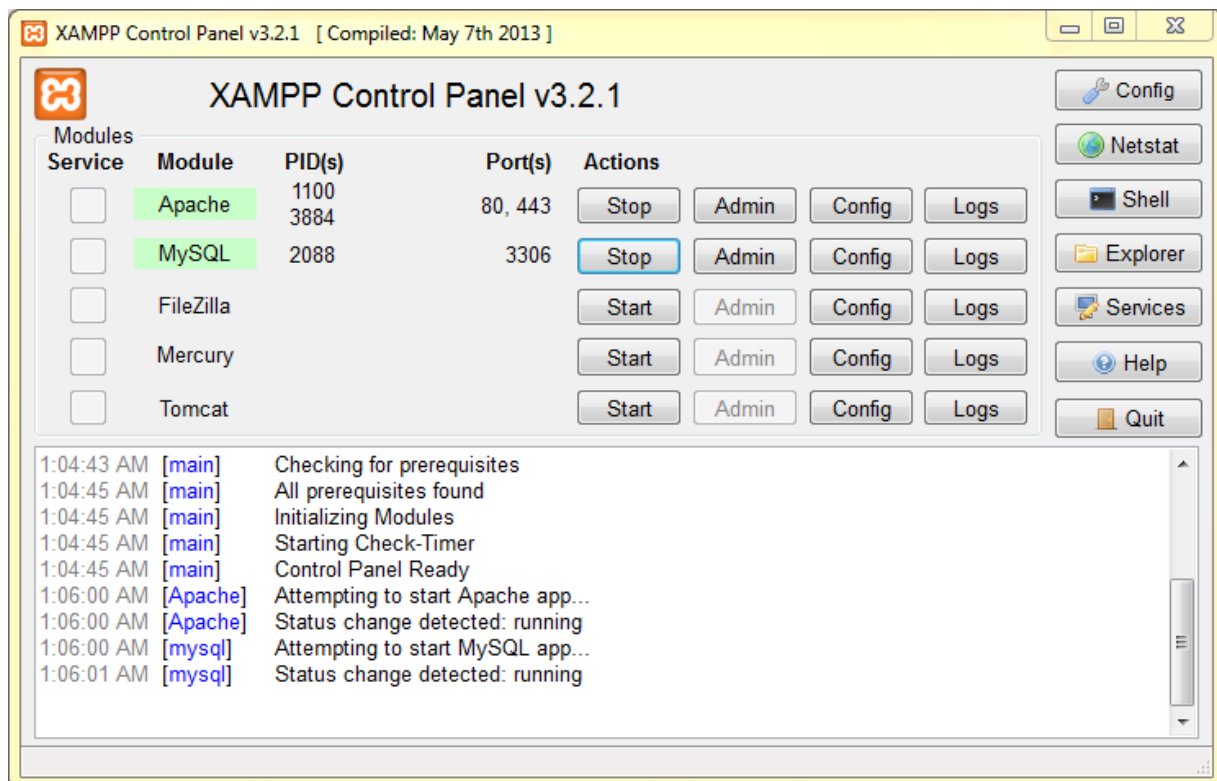 XAMPP Control Panel v3.2.1 [ Compiled: May 7th 2013 ]
XAMPP Control Panel v3.2.1
Config
Modules
Service Module PID(s) Port(s) Actions
Netstat
Apache 1100 3884 80, 443 Stop Admin Config Logs
Shell
MySQL 2088 3306 Stop Admin Config Logs
Explorer
FileZilla Start Admin Config Logs
Services
Mercury Start Admin Config Logs
Help
Tomcat Start Admin Config Logs
Quit
1:04:43 AM [main] Checking for prerequisites
1:04:45 AM [main] All prerequisites found
1:04:45 AM [main] Initializing Modules
1:04:45 AM [main] Starting Check-Timer
1:04:45 AM [main] Control Panel Ready
1:06:00 AM [Apache] Attempting to start Apache app...
1:06:00 AM [Apache] Status change detected: running
1:06:00 AM [mysql] Attempting to start MySQL app...
1:06:01 AM [mysql] Status change detected: running